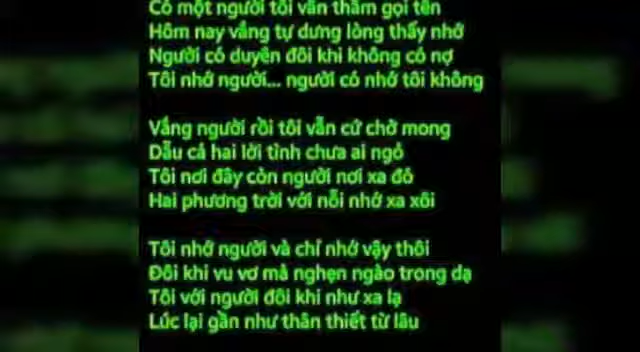 Có một người tôi vẫn thầm gọi tên
Hôm nay vắng tự dưng lòng thấy nhớ
Người có duyên đôi khi không có nợ
Tôi nhớ người... người có nhớ tôi không
Vắng người rồi tôi vẫn cứ chờ mong
Dẫu cả hai lời tình chưa ai ngỏ
Tôi nơi đây còn người nơi xa đó
Hai phương trời với nỗi nhớ xa xôi
Tôi nhớ người và chỉ nhớ vậy thôi
Đôi khi vu vơ mà nghẹn ngào trong dạ
Tôi với người đôi khi như xa lạ
Lúc lại gần như thân thiết từ lâu